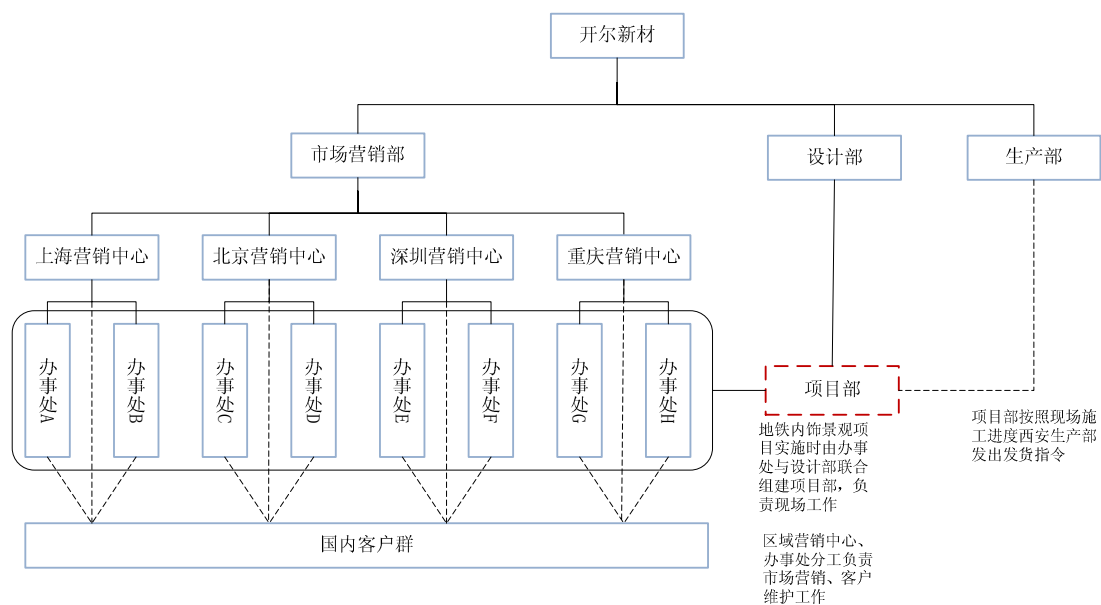 开尔新材
市场营销部
设计部
生产部
上海营销中心
北京营销中心
深圳营销中心
重庆营销中心
办事处A
办事处B
办事处C
办事处D
办事处E
办事处F
办事处G
办事处H
项目部
地铁内饰景观项
目实施时由办事
处与设计部联合
组建项目部，负
责现场工作
项目部按照现场施
工进度西安生产部
发出发货指令
国内客户群
区域营销中心、
办事处分工负责
市场营销、客户
维护工作